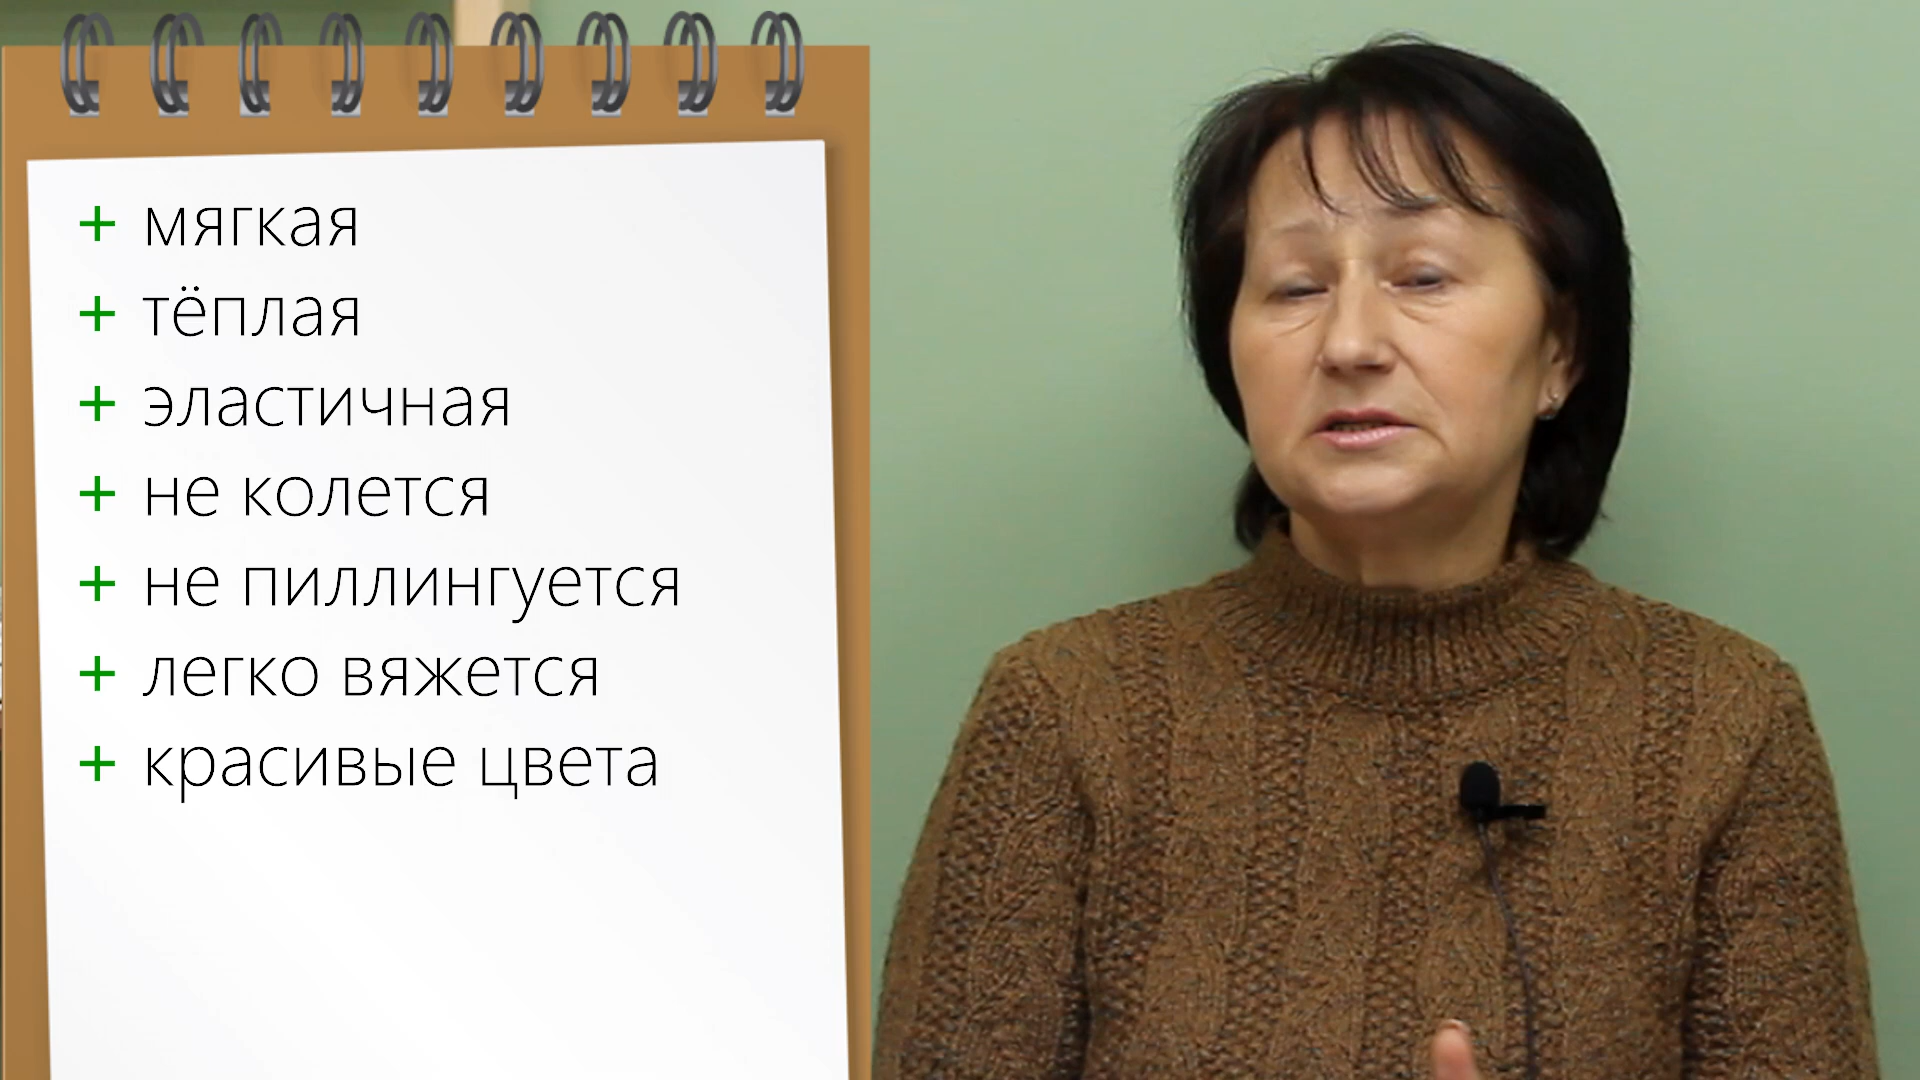 + мягкая
+ тёплая
+ эластичная
+ не колется
+ не пиллингуется
+ легко вяжется
+ красивые цвета